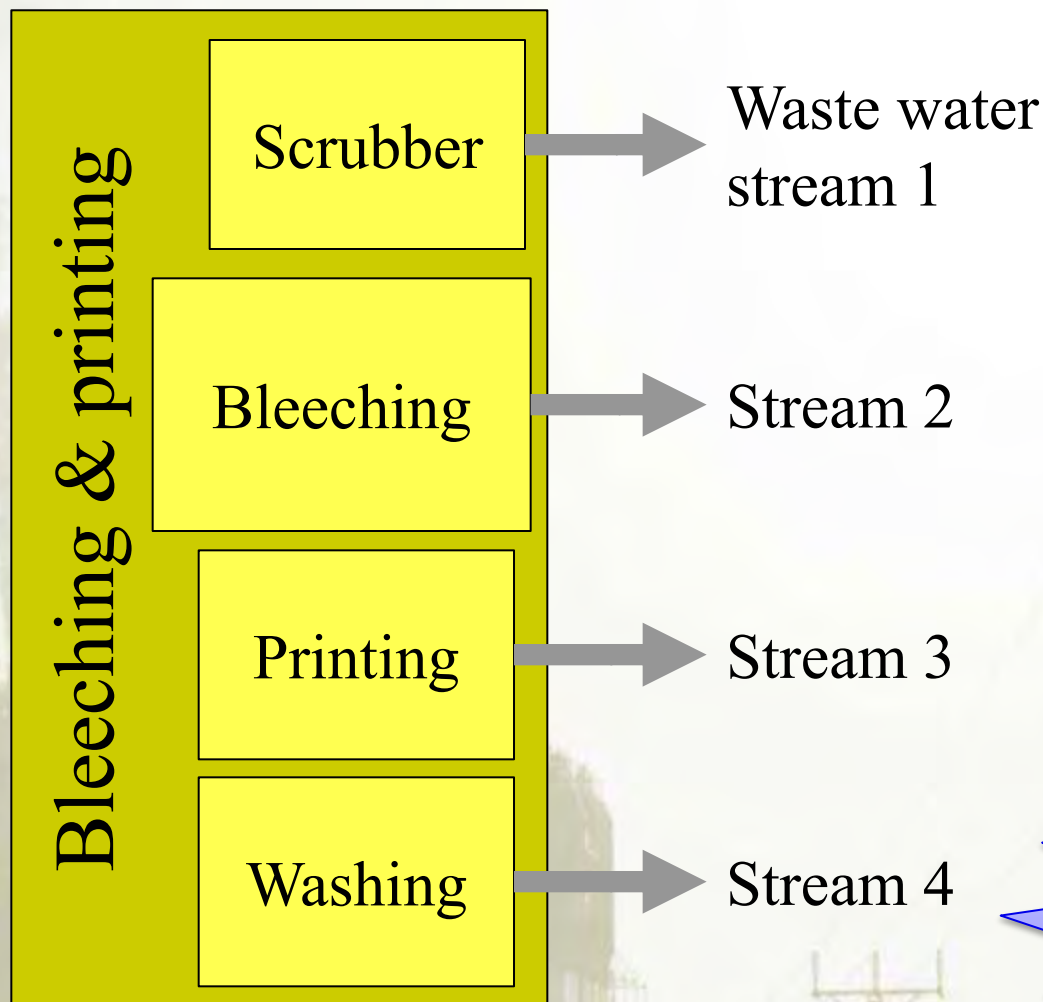 Bleeching & printing
Scrubber
Waste water
stream 1
Bleeching
Stream 2
Printing
Stream 3
Washing
Stream 4